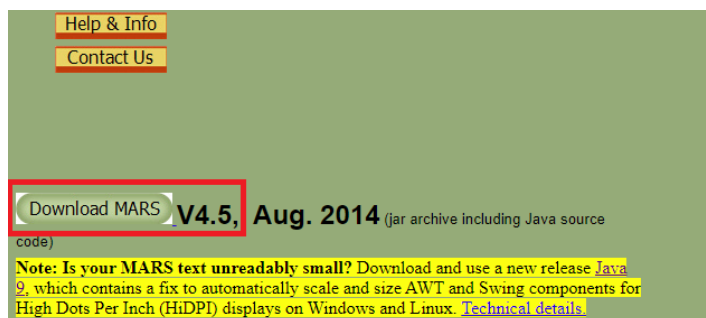 Help & Info
Contact Us
Download MARS V4.5, Aug. 2014 (jar archive including Java source
code)
Note: Is your MARS text unreadably small? Download and use a new release Java
9, which contains a fix to automatically scale and size AWT and Swing components for
High Dots Per Inch (HiDPI) displays on Windows and Linux. Technical details.